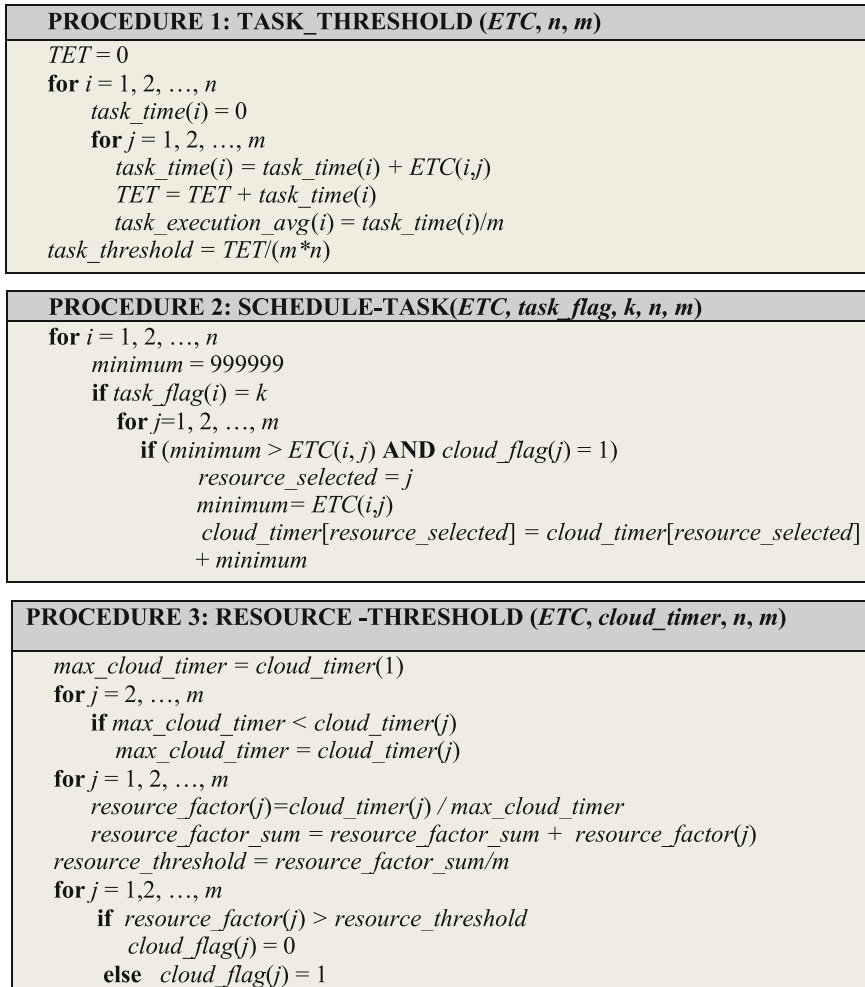 PROCEDURE 1: TASK_THRESHOLD (ETC, n, m)
TET = 0
for i = 1, 2, …, n
task_time(i) = 0
for j = 1, 2, …, m
task_time(i) = task_time(i) + ETC(i,j)
TET = TET + task_time(i)
task_execution_avg(i) = task_time(i)/m
task_threshold = TET/(m*n)
PROCEDURE 2: SCHEDULE-TASK(ETC, task_flag, k, n, m)
for i = 1, 2, …, n
minimum = 999999
if task_flag(i) = k
for j=1, 2, …, m
if (minimum > ETC(i, j) AND cloud_flag(j) = 1)
resource_selected = j
minimum= ETC(i,j)
cloud_timer[resource_selected] = cloud_timer[resource_selected]
+ minimum
PROCEDURE 3: RESOURCE -THRESHOLD (ETC, cloud_timer, n, m)
max_cloud_timer = cloud_timer(1)
for j = 2, …, m
if max_cloud_timer < cloud_timer(j)
max_cloud_timer = cloud_timer(j)
for j = 1, 2, …, m
resource_factor(j)=cloud_timer(j) / max_cloud_timer
resource_factor_sum = resource_factor_sum + resource_factor(j)
resource_threshold = resource_factor_sum/m
for j = 1,2, …, m
if resource_factor(j) > resource_threshold
cloud_flag(j) = 0
else cloud_flag(j) = 1